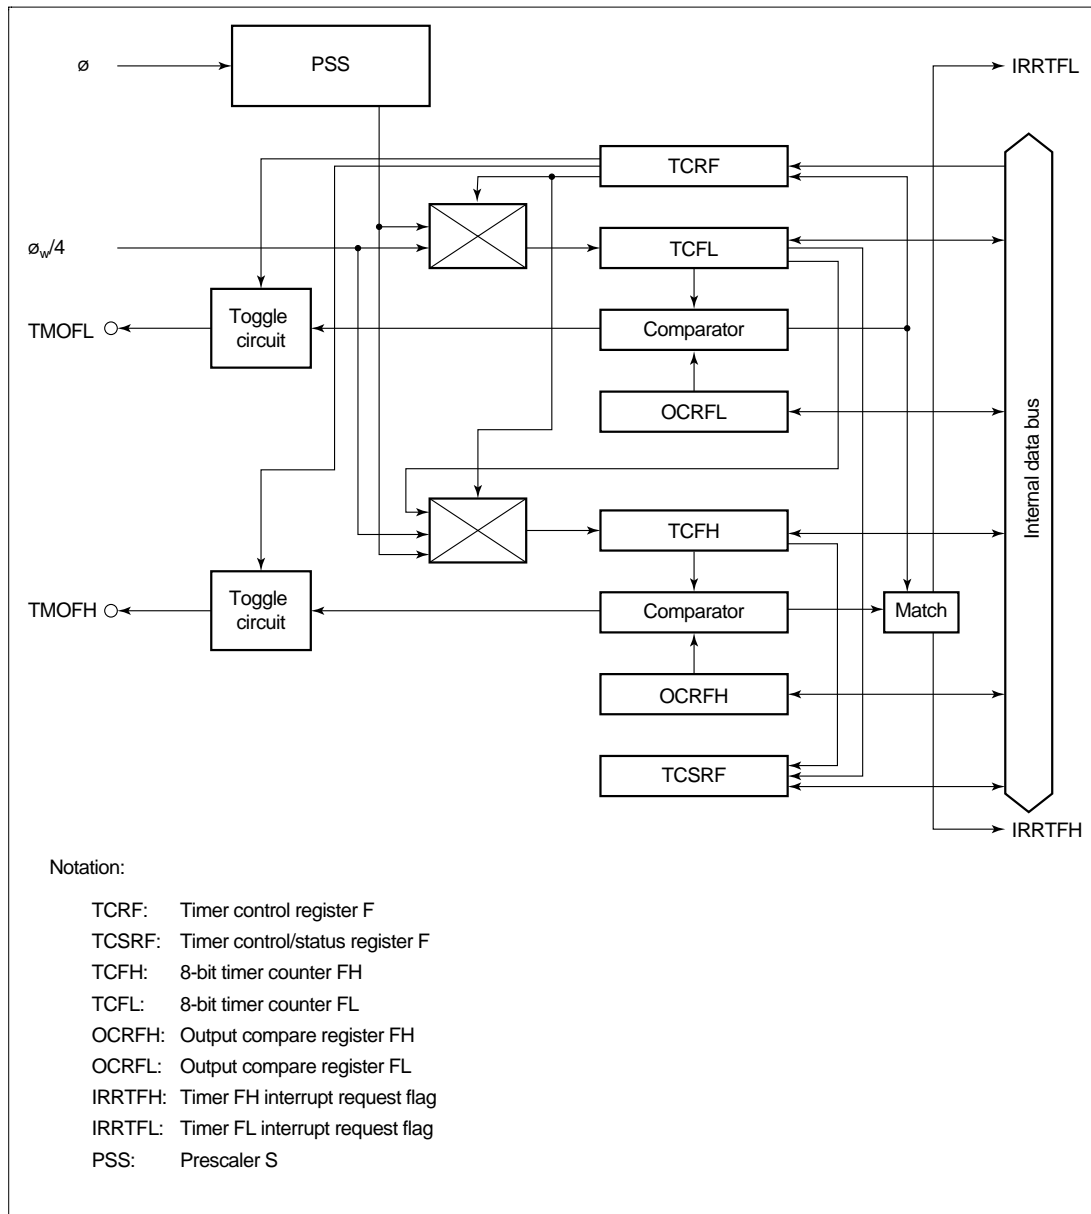 ø
PSS
IRRTFL
TCRF
øw/4
TCFL
TMOFL
Toggle
circuit
Comparator
OCRFL
Internal data bus
TCFH
TMOFH
Toggle
circuit
Comparator
Match
OCRFH
TCSRF
IRRTFH
Notation:
TCRF: Timer control register F
TCSRF: Timer control/status register F
TCFH: 8-bit timer counter FH
TCFL: 8-bit timer counter FL
OCRFH: Output compare register FH
OCRFL: Output compare register FL
IRRTFH: Timer FH interrupt request flag
IRRTFL: Timer FL interrupt request flag
PSS: Prescaler S